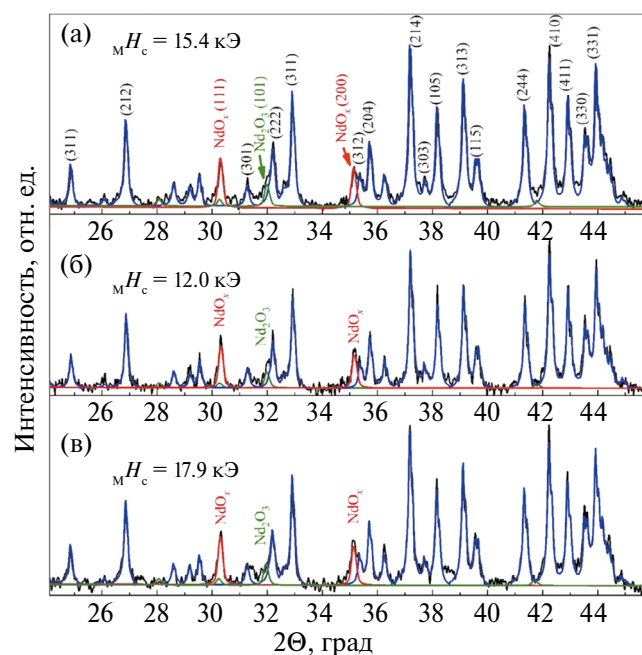 (а)
МHс = 15.4 кЭ
(311)
(212)
NdOx (111)
(301)
Nd2O3 (101)
(222)
(311)
NdOx (200)
(312)
(204)
(214)
(303)
(105)
(313)
(115)
(244)
(410)
(411)
(330)
(331)
26 28 30 32 34 36 38 40 42 44
(б)
МHс = 12.0 кЭ
NdOx
Nd2O3
NdOx
26 28 30 32 34 36 38 40 42 44
(в)
МHс = 17.9 кЭ
NdOx
Nd2O3
NdOx
26 28 30 32 34 36 38 40 42 44
2Θ, град
Интенсивность, отн. ед.